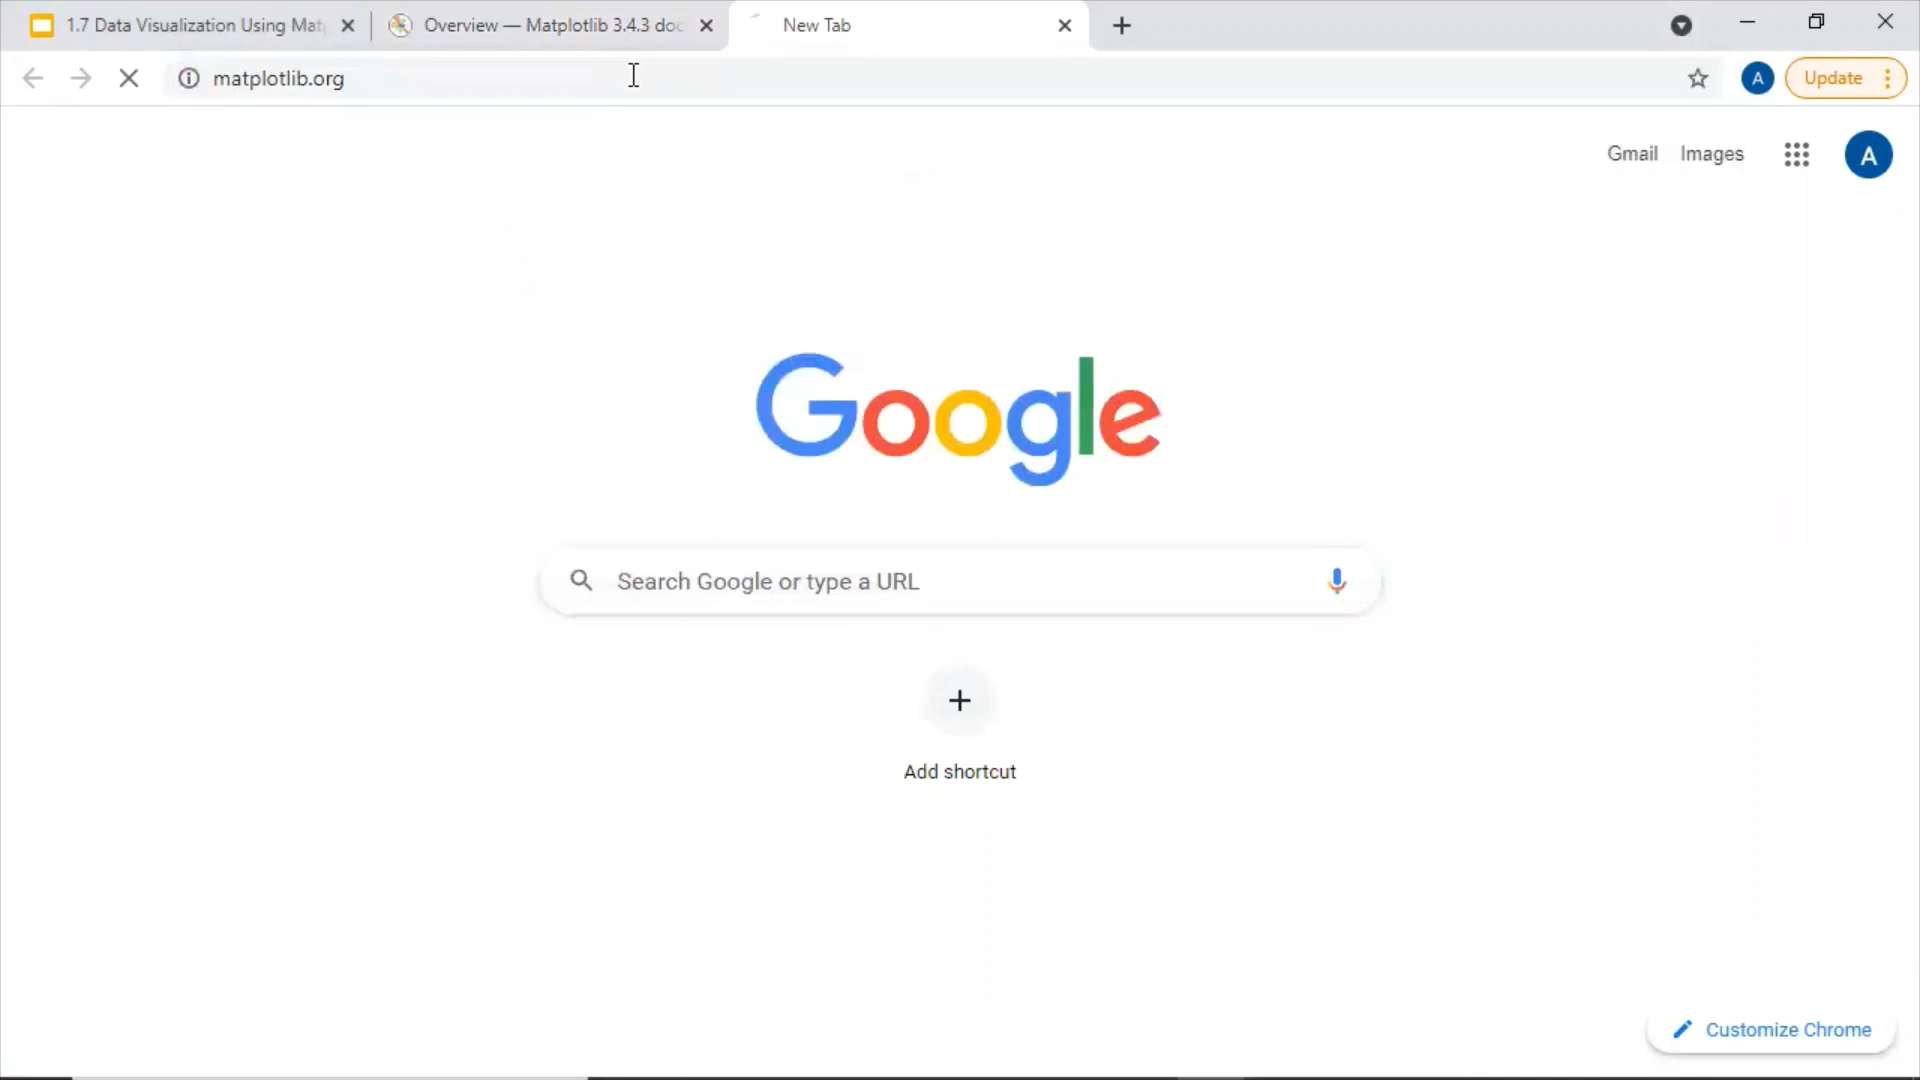 1.7 Data Visualization Using Mat
Overview — Matplotlib 3.4.3 doc
New Tab
matplotlib.org
A
Update
Gmail
Images
A
Google
Search Google or type a URL
Add shortcut
Customize Chrome